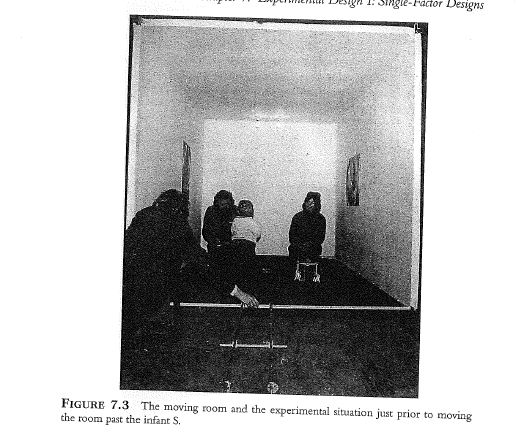 Experimental Design I: Single-Factor Designs
FIGURE 7.3 The moving room and the experimental situation just prior to moving
the room past the infant S.